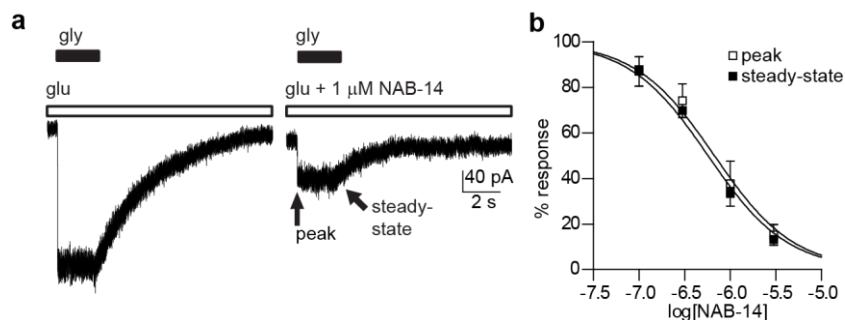 a
gly
gly
glu
glu + 1 μM NAB-14
40 pA
2 s
peak
steady-
state
b
peak
steady-state
% response
100
80
60
40
20
0
-7.5 -7.0 -6.5 -6.0 -5.5 -5.0
log[NAB-14]